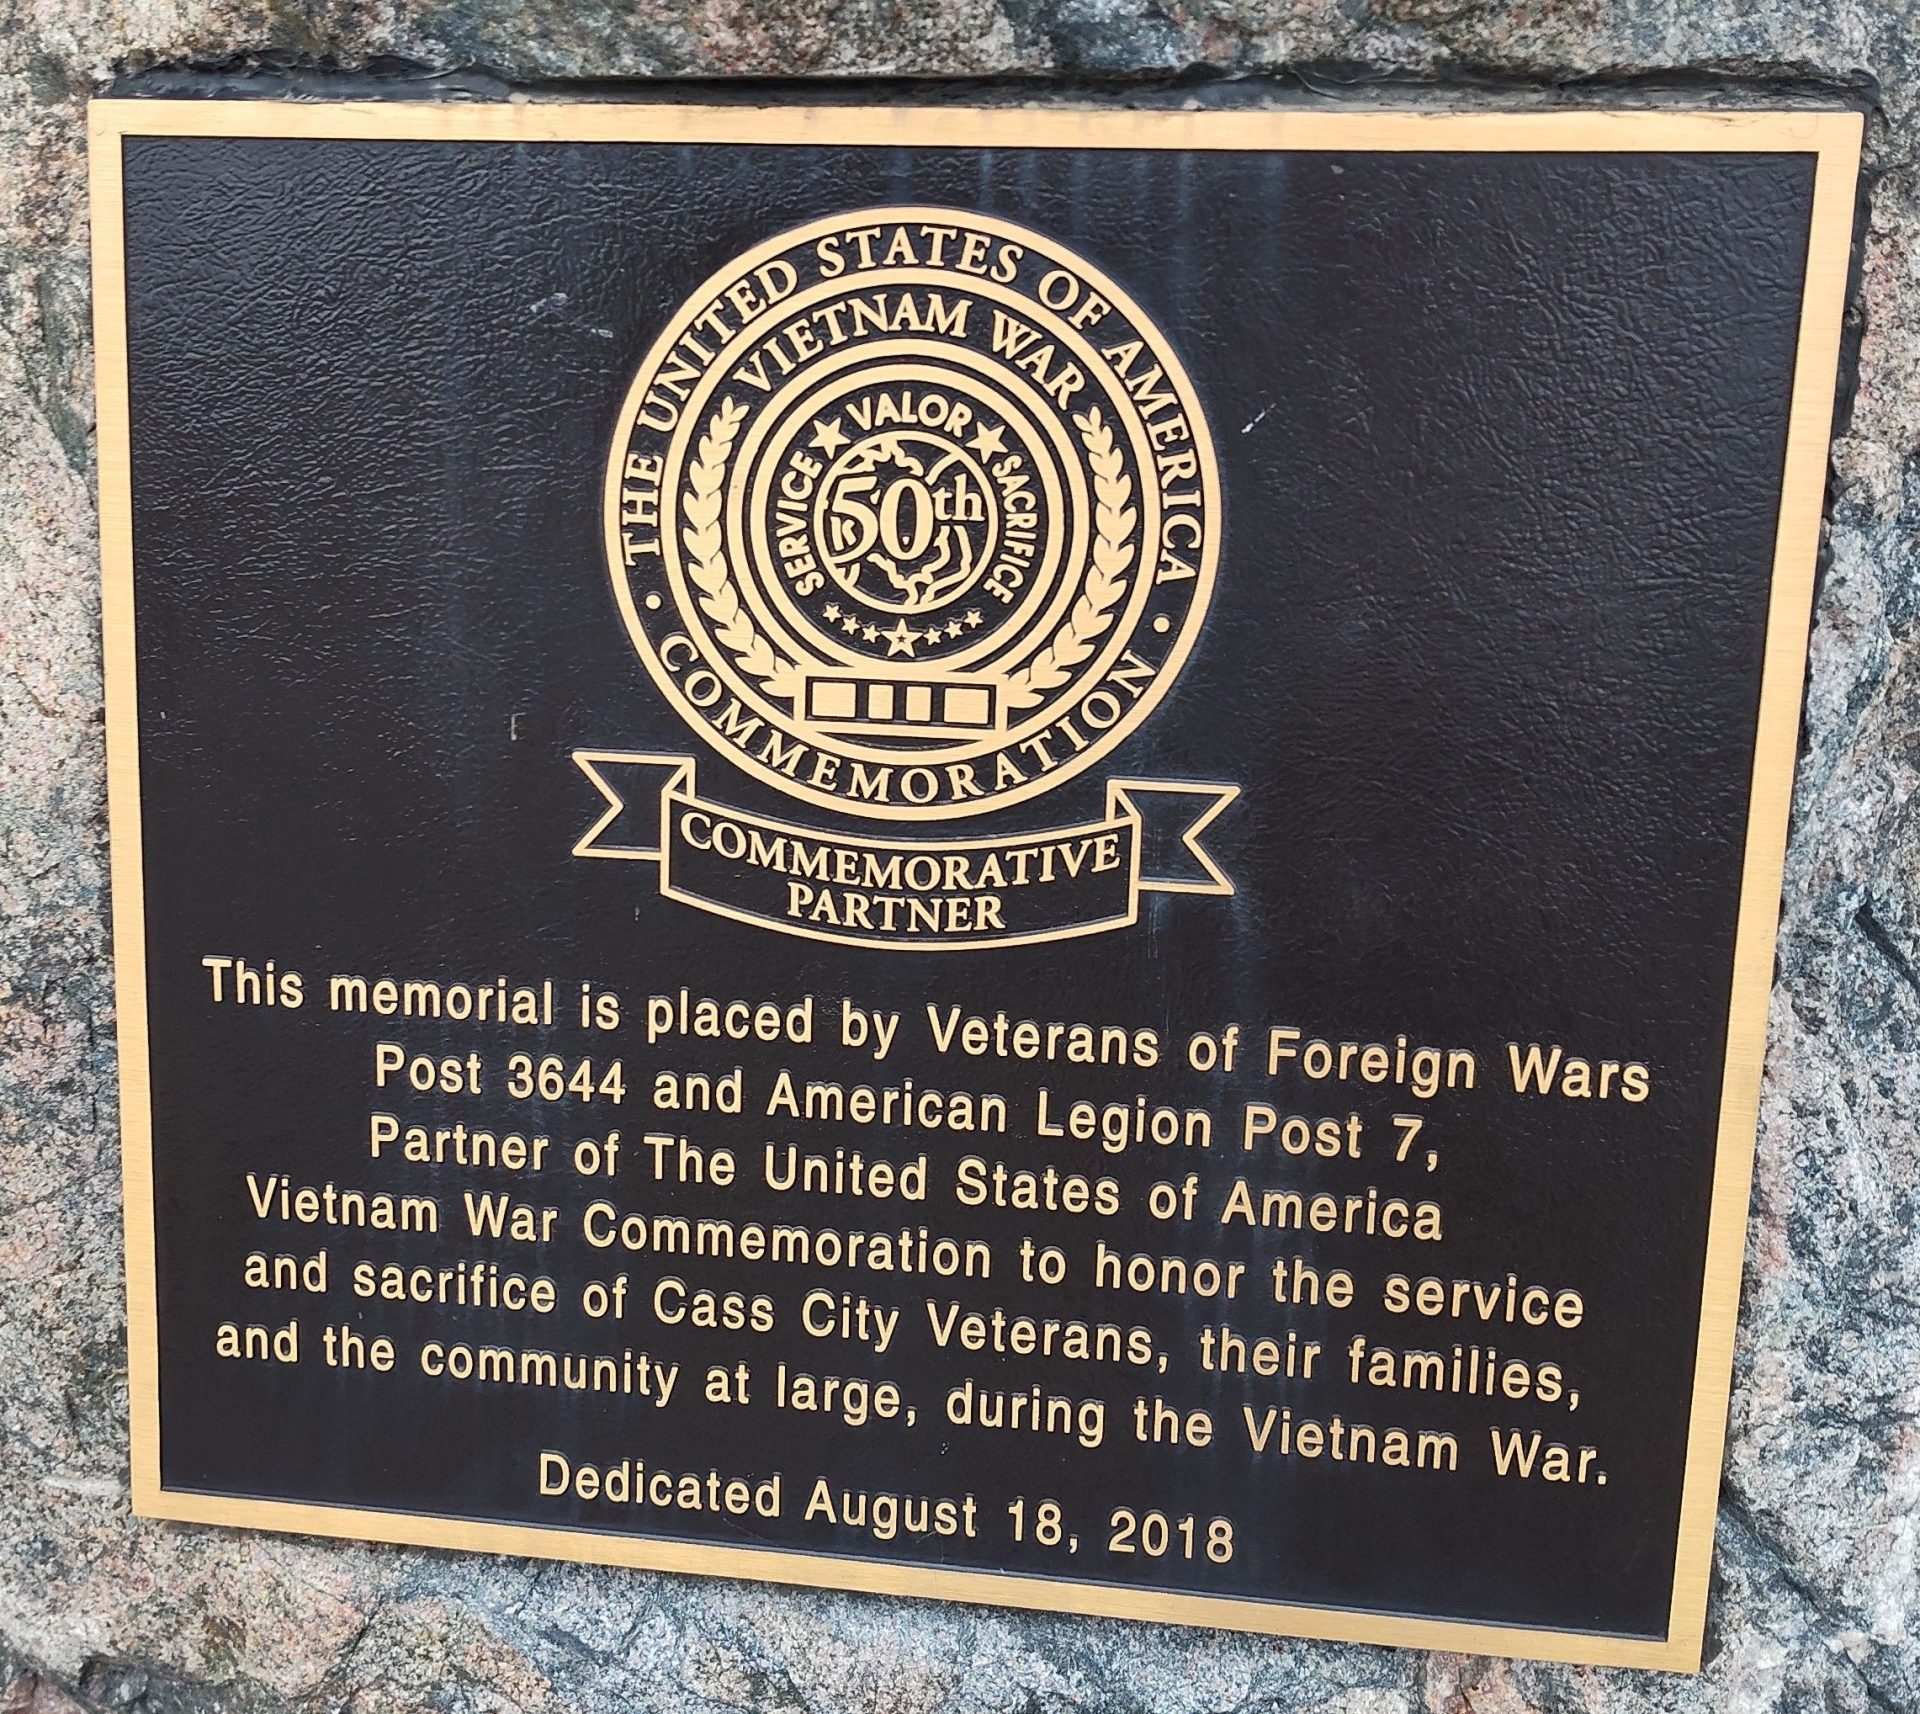 THE UNITED STATES OF AMERICA
VIETNAM WAR
VALOR
SERVICE
SACRIFICE
50th
COMMEMORATION
COMMEMORATIVE
PARTNER
This memorial is placed by Veterans of Foreign Wars
Post 3644 and American Legion Post 7,
Partner of The United States of America
Vietnam War Commemoration to honor the service
and sacrifice of Cass City Veterans, their families,
and the community at large, during the Vietnam War.
Dedicated August 18, 2018